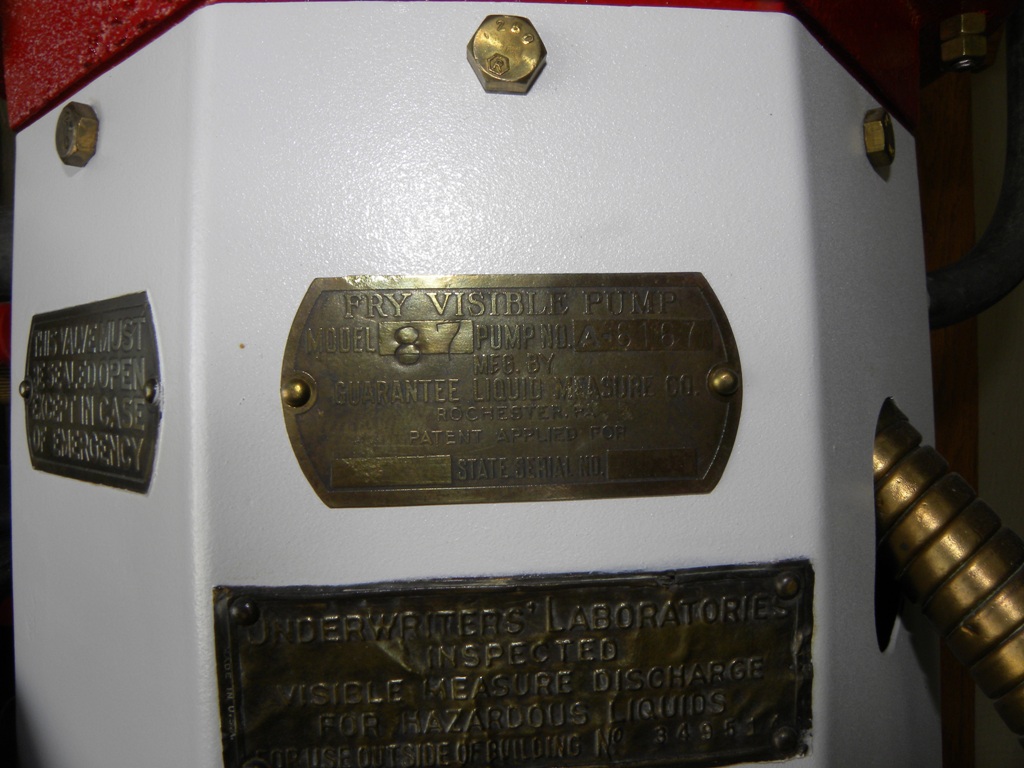 THIS VALVE MUST
BE SEALED OPEN
EXCEPT IN CASE
OF EMERGENCY
FRY VISIBLE PUMP
MODEL 87 PUMP NO. A-6167
MFG. BY
GUARANTEE LIQUID MEASURE CO.
ROCHESTER, PA.
PATENT APPLIED FOR
STATE SERIAL NO.
UNDERWRITERS' LABORATORIES
INSPECTED
VISIBLE MEASURE DISCHARGE
FOR HAZARDOUS LIQUIDS
FOR USE OUTSIDE OF BUILDING Nº